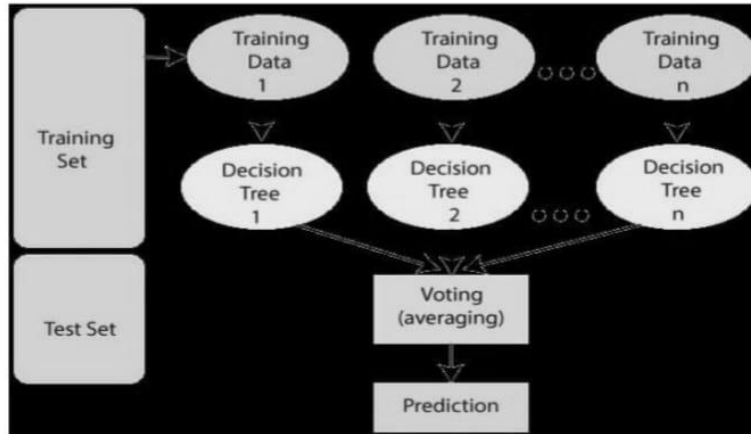 Training
Set
Test Set
Training
Data
1
Training
Data
2
Training
Data
n
Decision
Tree
1
Decision
Tree
2
Decision
Tree
n
Voting
(averaging)
Prediction